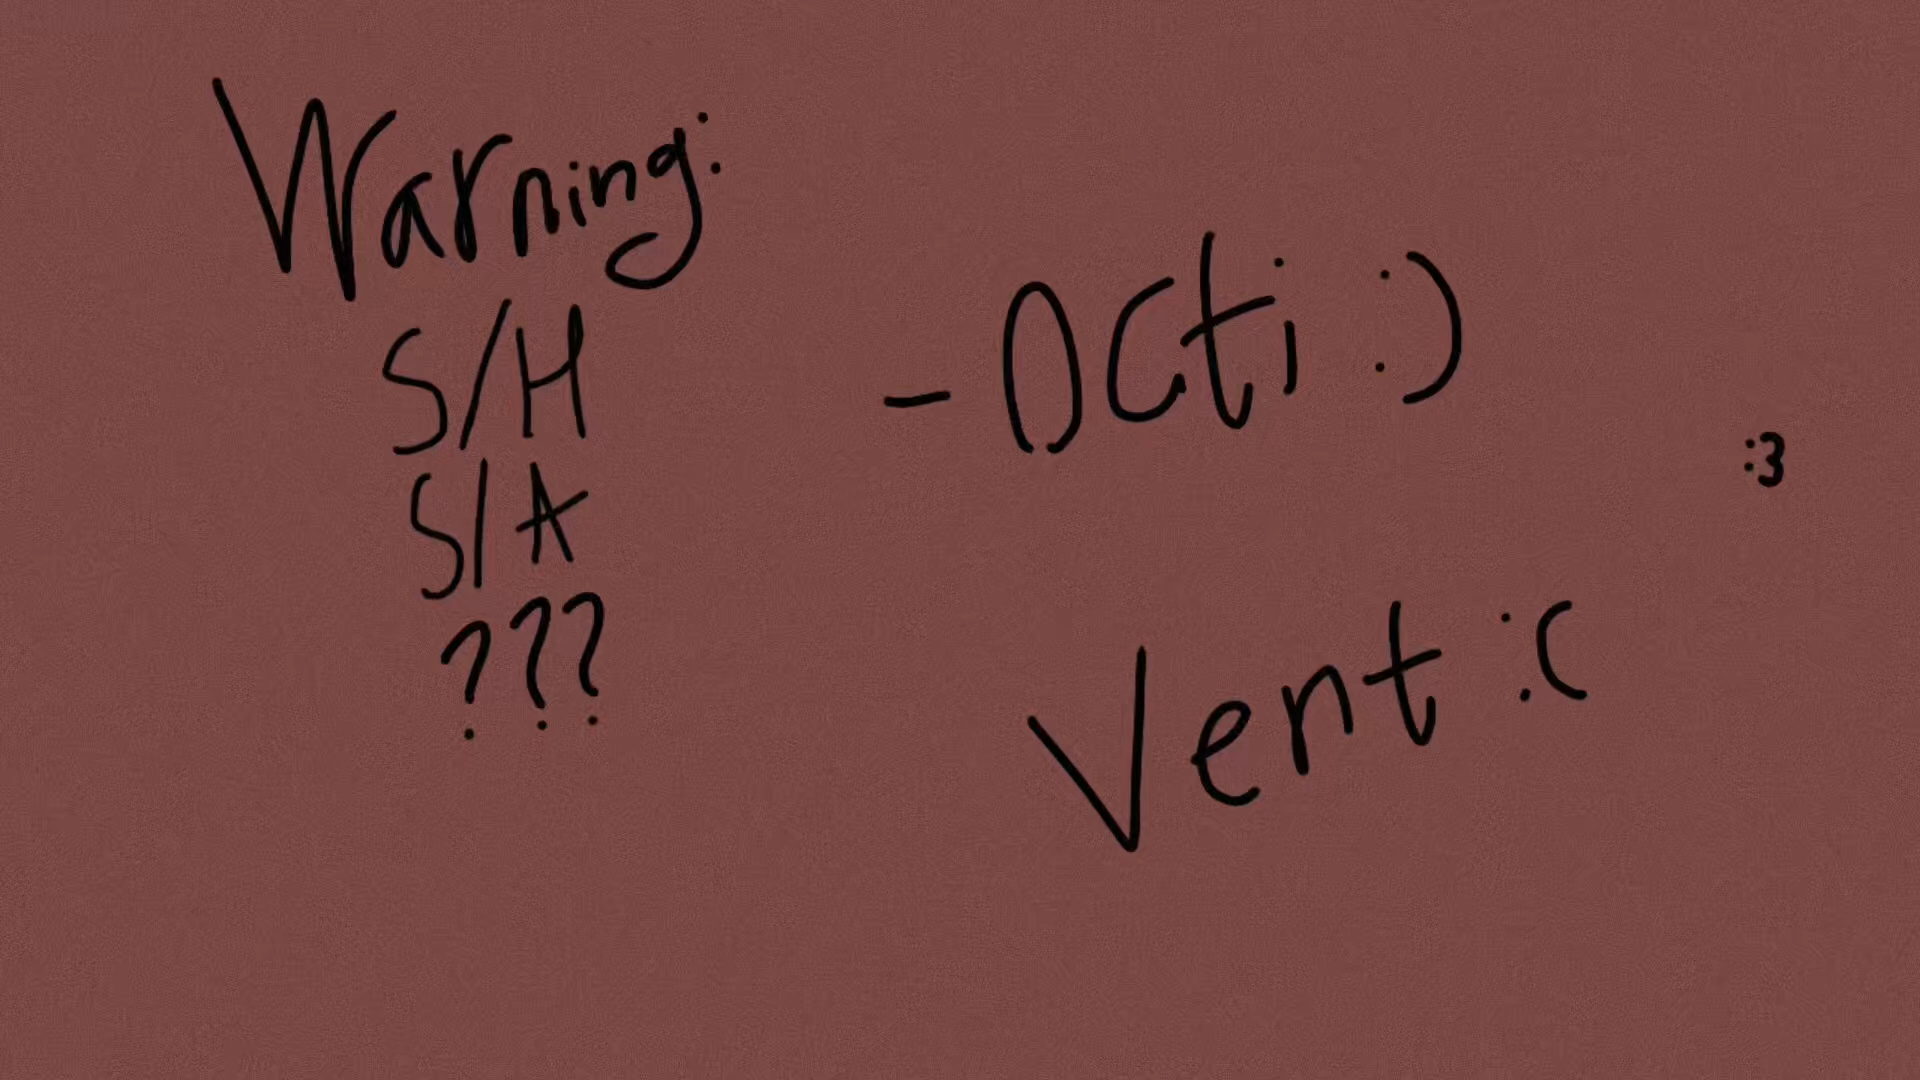 Warning:
S/H
S/A
???
- Octi :)
:3
Vent :(